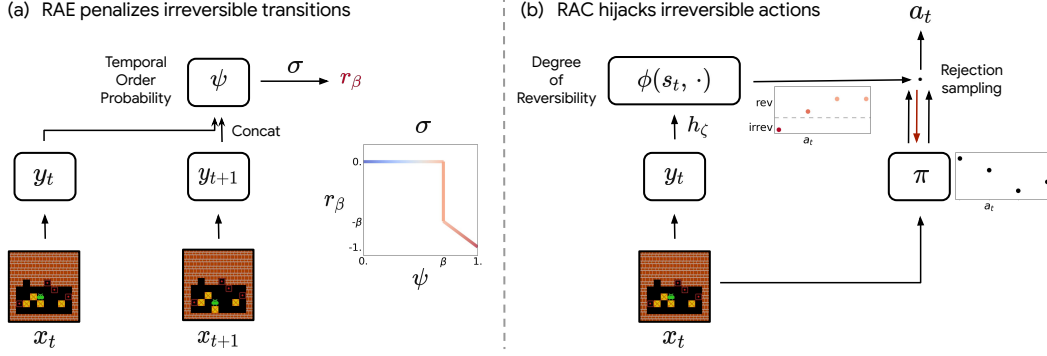 (a) RAE penalizes irreversible transitions
Temporal
Order
Probability
ψ
σ
r_β
Concat
y_t
y_{t+1}
x_t
x_{t+1}
σ
0.
r_β
-β
-1.
0.
β
1.
ψ
(b) RAC hijacks irreversible actions
a_t
Degree
of
Reversibility
ϕ(s_t, ·)
Rejection
sampling
rev
irrev
a_t
h_ζ
y_t
π
a_t
x_t